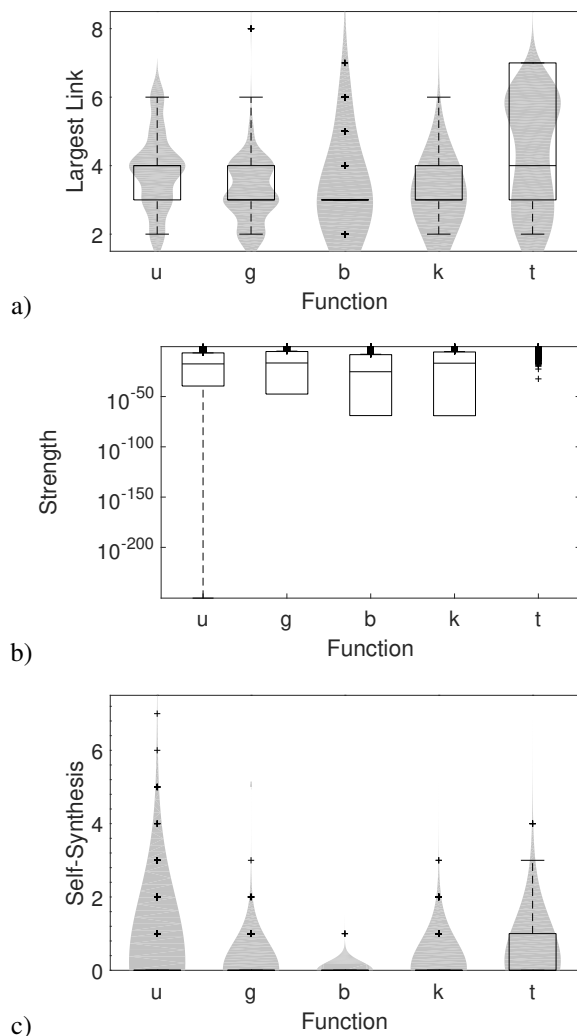 8
6
4
2
Largest Link
u g b k t
Function
a)
10^-50
10^-100
10^-150
10^-200
Strength
u g b k t
Function
b)
6
4
2
0
Self-Synthesis
u g b k t
Function
c)